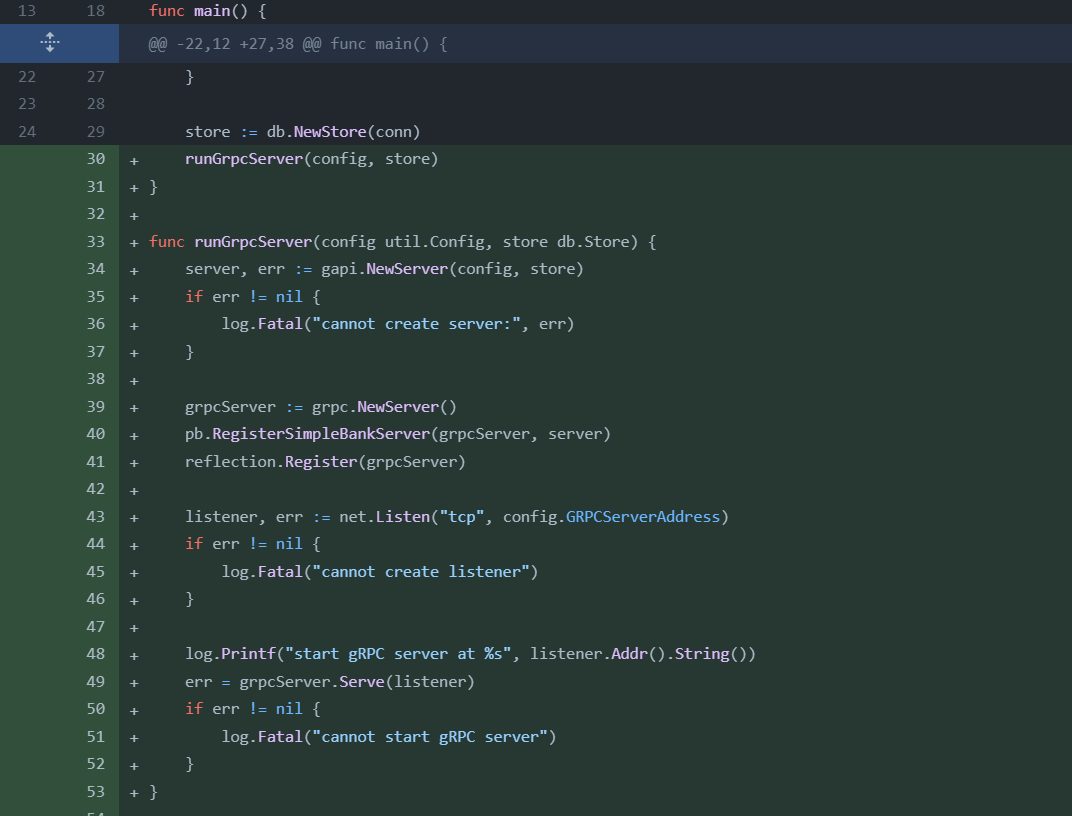 13 18 func main() {
@@ -22,12 +27,38 @@ func main() {
22 27 }
23 28
24 29 store := db.NewStore(conn)
30 + runGrpcServer(config, store)
31 + }
32 +
33 + func runGrpcServer(config util.Config, store db.Store) {
34 + server, err := gapi.NewServer(config, store)
35 + if err != nil {
36 + log.Fatal("cannot create server:", err)
37 + }
38 +
39 + grpcServer := grpc.NewServer()
40 + pb.RegisterSimpleBankServer(grpcServer, server)
41 + reflection.Register(grpcServer)
42 +
43 + listener, err := net.Listen("tcp", config.GRPCServerAddress)
44 + if err != nil {
45 + log.Fatal("cannot create listener")
46 + }
47 +
48 + log.Printf("start gRPC server at %s", listener.Addr().String())
49 + err = grpcServer.Serve(listener)
50 + if err != nil {
51 + log.Fatal("cannot start gRPC server")
52 + }
53 + }